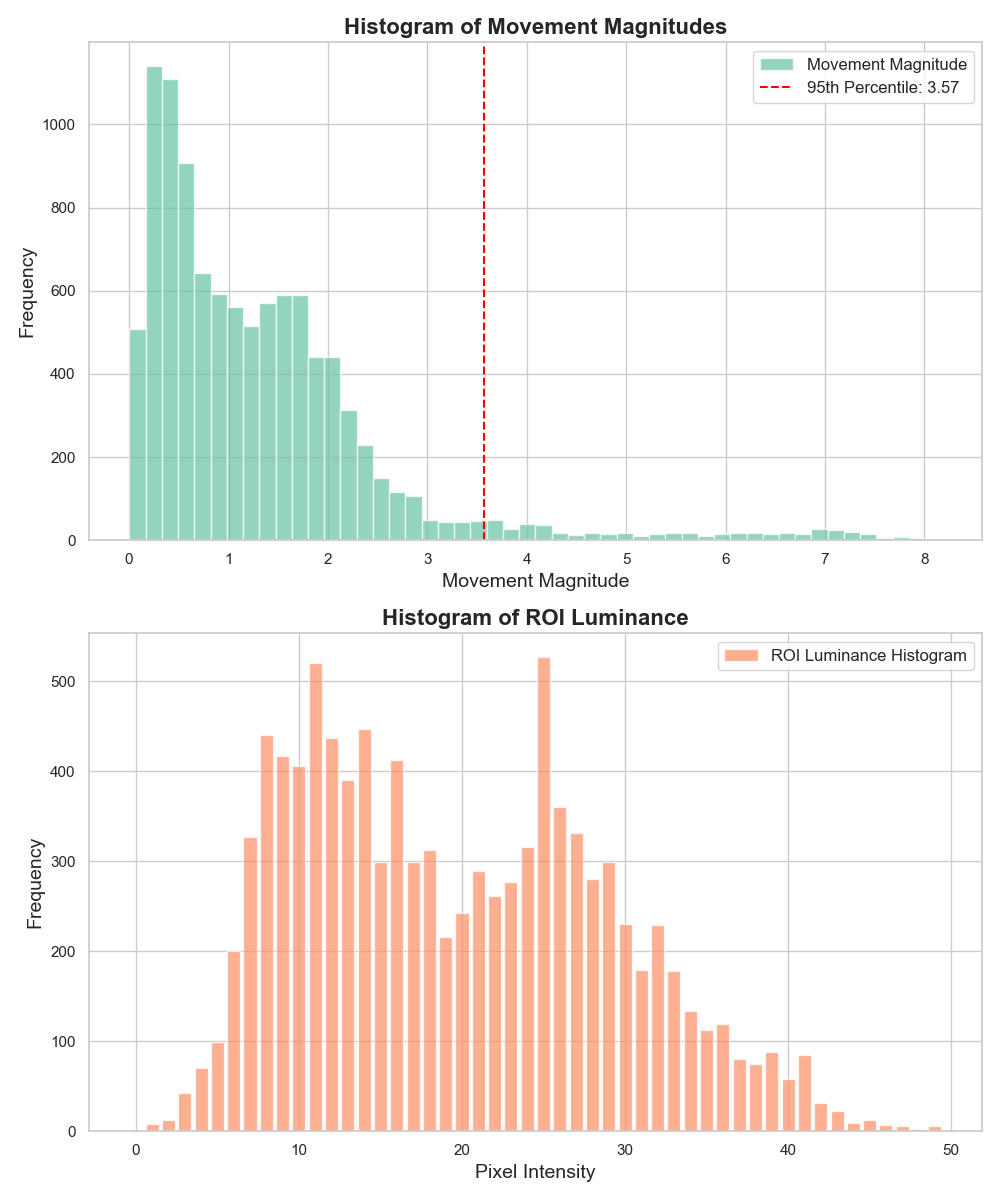 Histogram of Movement Magnitudes
Movement Magnitude
95th Percentile: 3.57
Frequency
1000
800
600
400
200
0
0 1 2 3 4 5 6 7 8
Movement Magnitude
Histogram of ROI Luminance
ROI Luminance Histogram
Frequency
500
400
300
200
100
0
0 10 20 30 40 50
Pixel Intensity